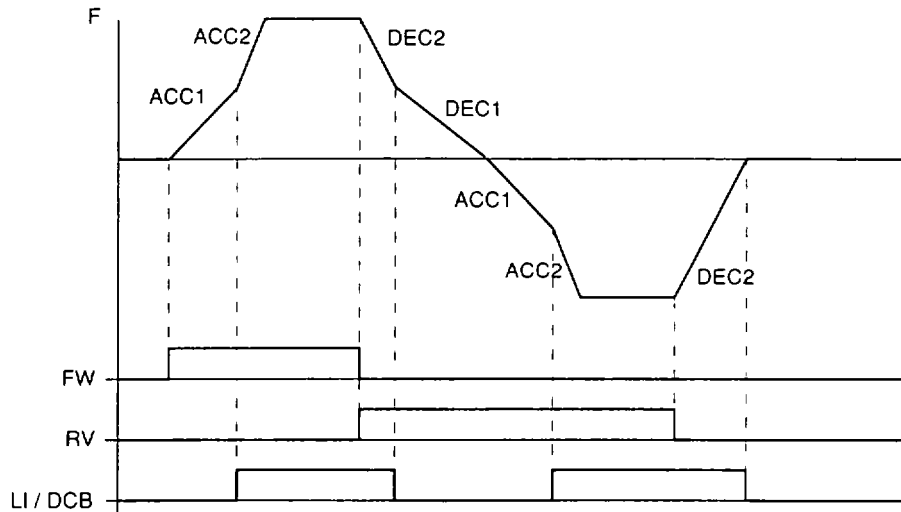 F
ACC2
DEC2
ACC1
DEC1
ACC1
ACC2
DEC2
FW
RV
LI / DCB